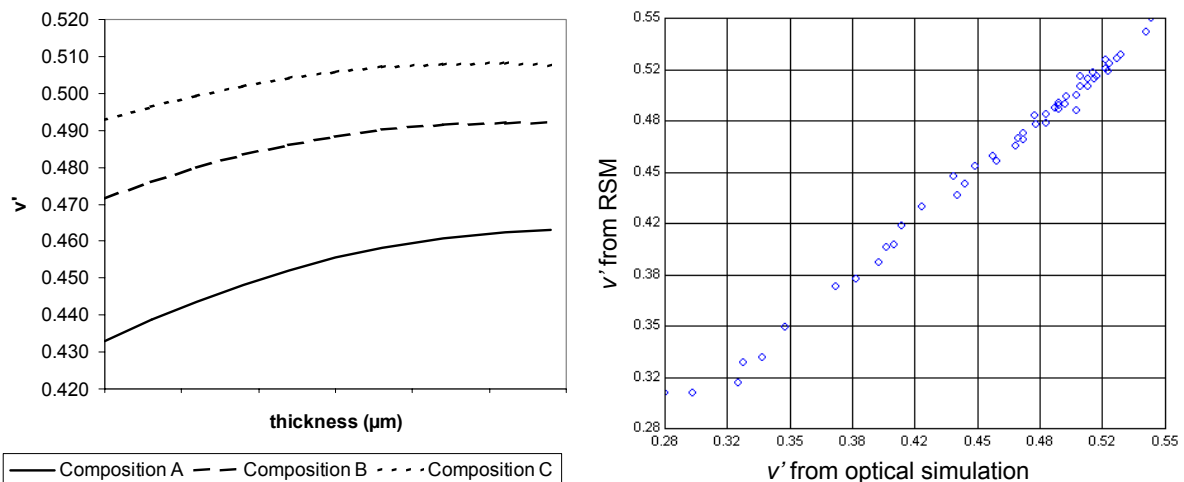 0.520
0.510
0.500
0.490
0.480
0.470
0.460
0.450
0.440
0.430
0.420
v'
thickness (µm)
Composition A
Composition B
Composition C
0.55
0.52
0.48
0.45
0.42
0.38
0.35
0.32
0.28
v' from RSM
0.28 0.32 0.35 0.38 0.42 0.45 0.48 0.52 0.55
v' from optical simulation